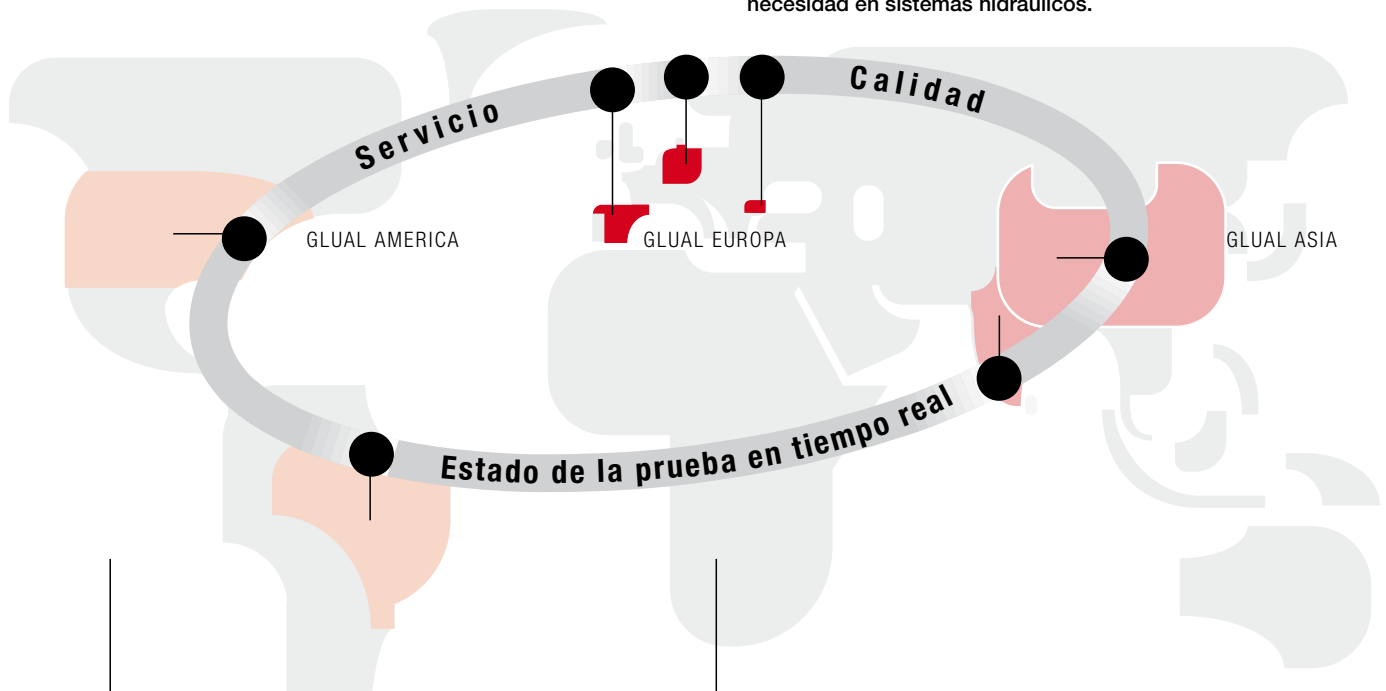 necesidad en sistemas hidráulicos.
Servicio
Calidad
GLUAL AMERICA
GLUAL EUROPA
GLUAL ASIA
Estado de la prueba en tiempo real